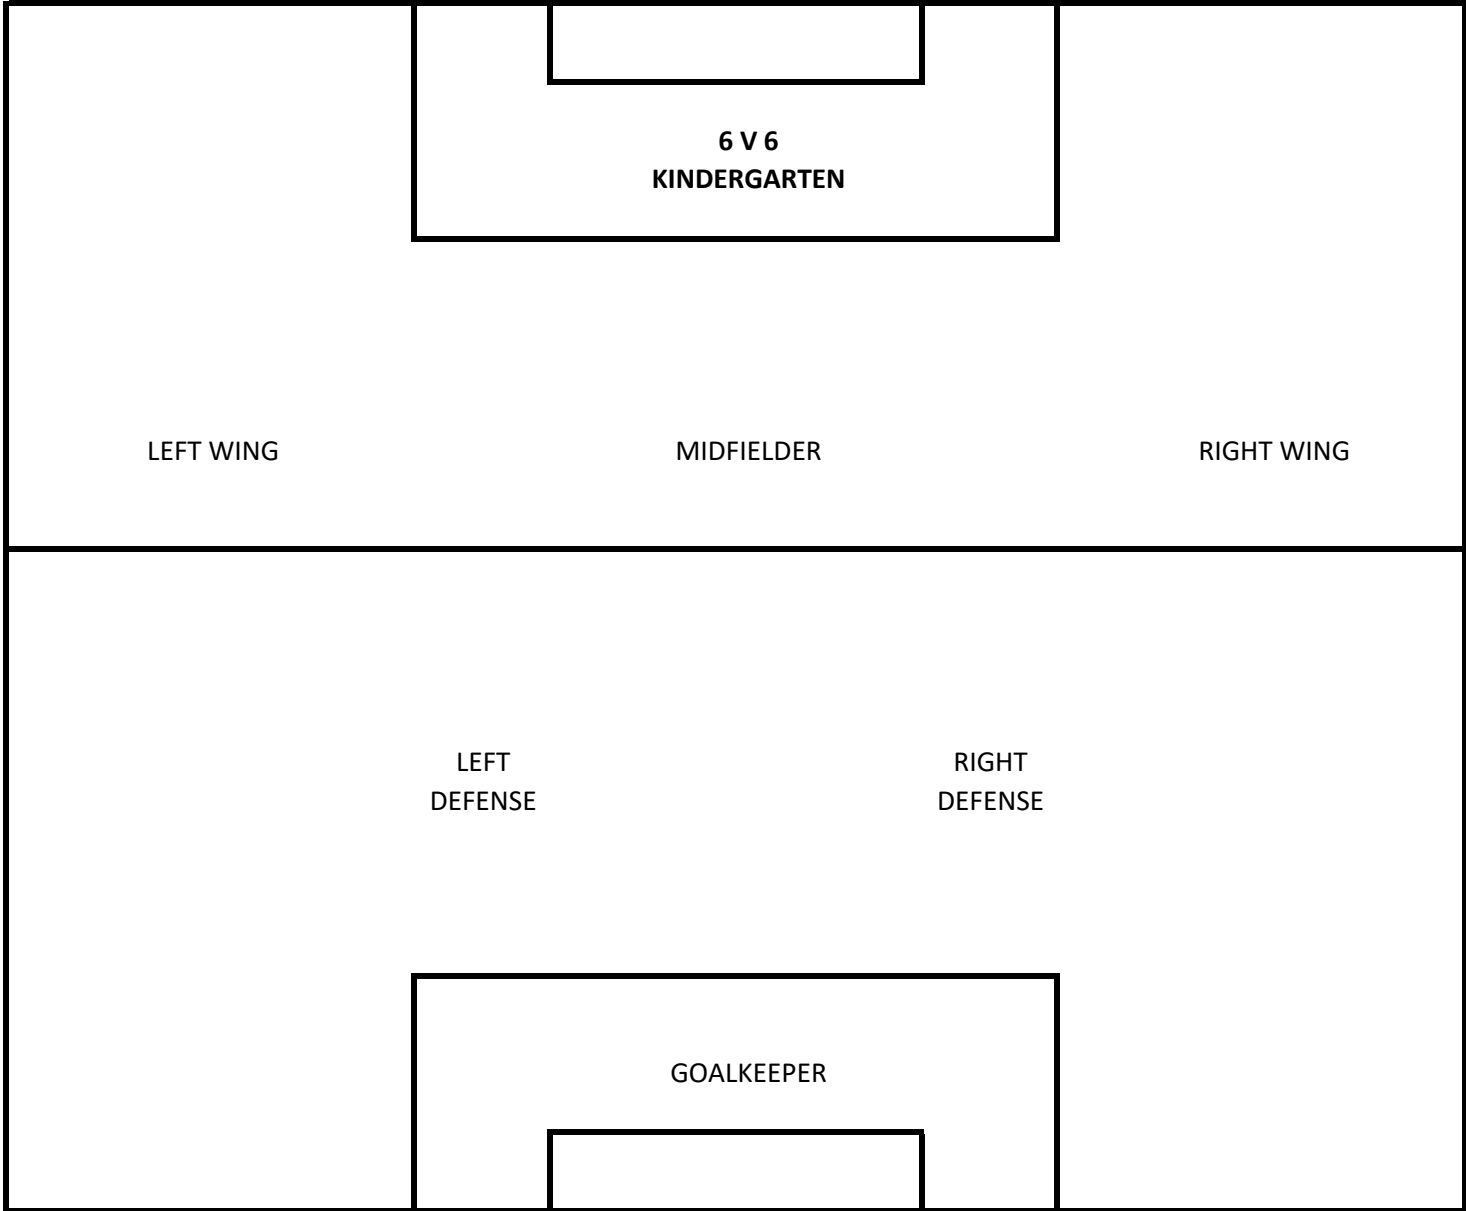 6 V 6
KINDERGARTEN
LEFT WING
MIDFIELDER
RIGHT WING
LEFT
DEFENSE
RIGHT
DEFENSE
GOALKEEPER